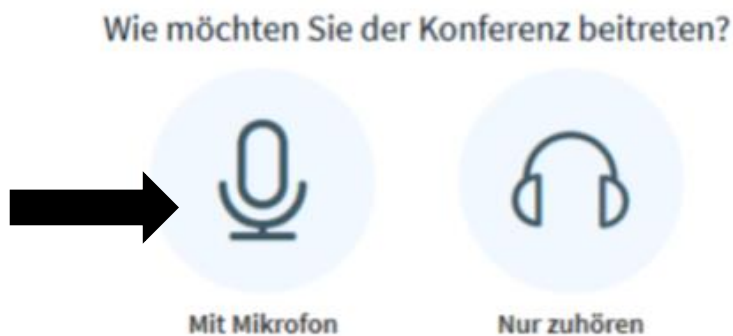 Wie möchten Sie der Konferenz beitreten?
Mit Mikrofon
Nur zuhören